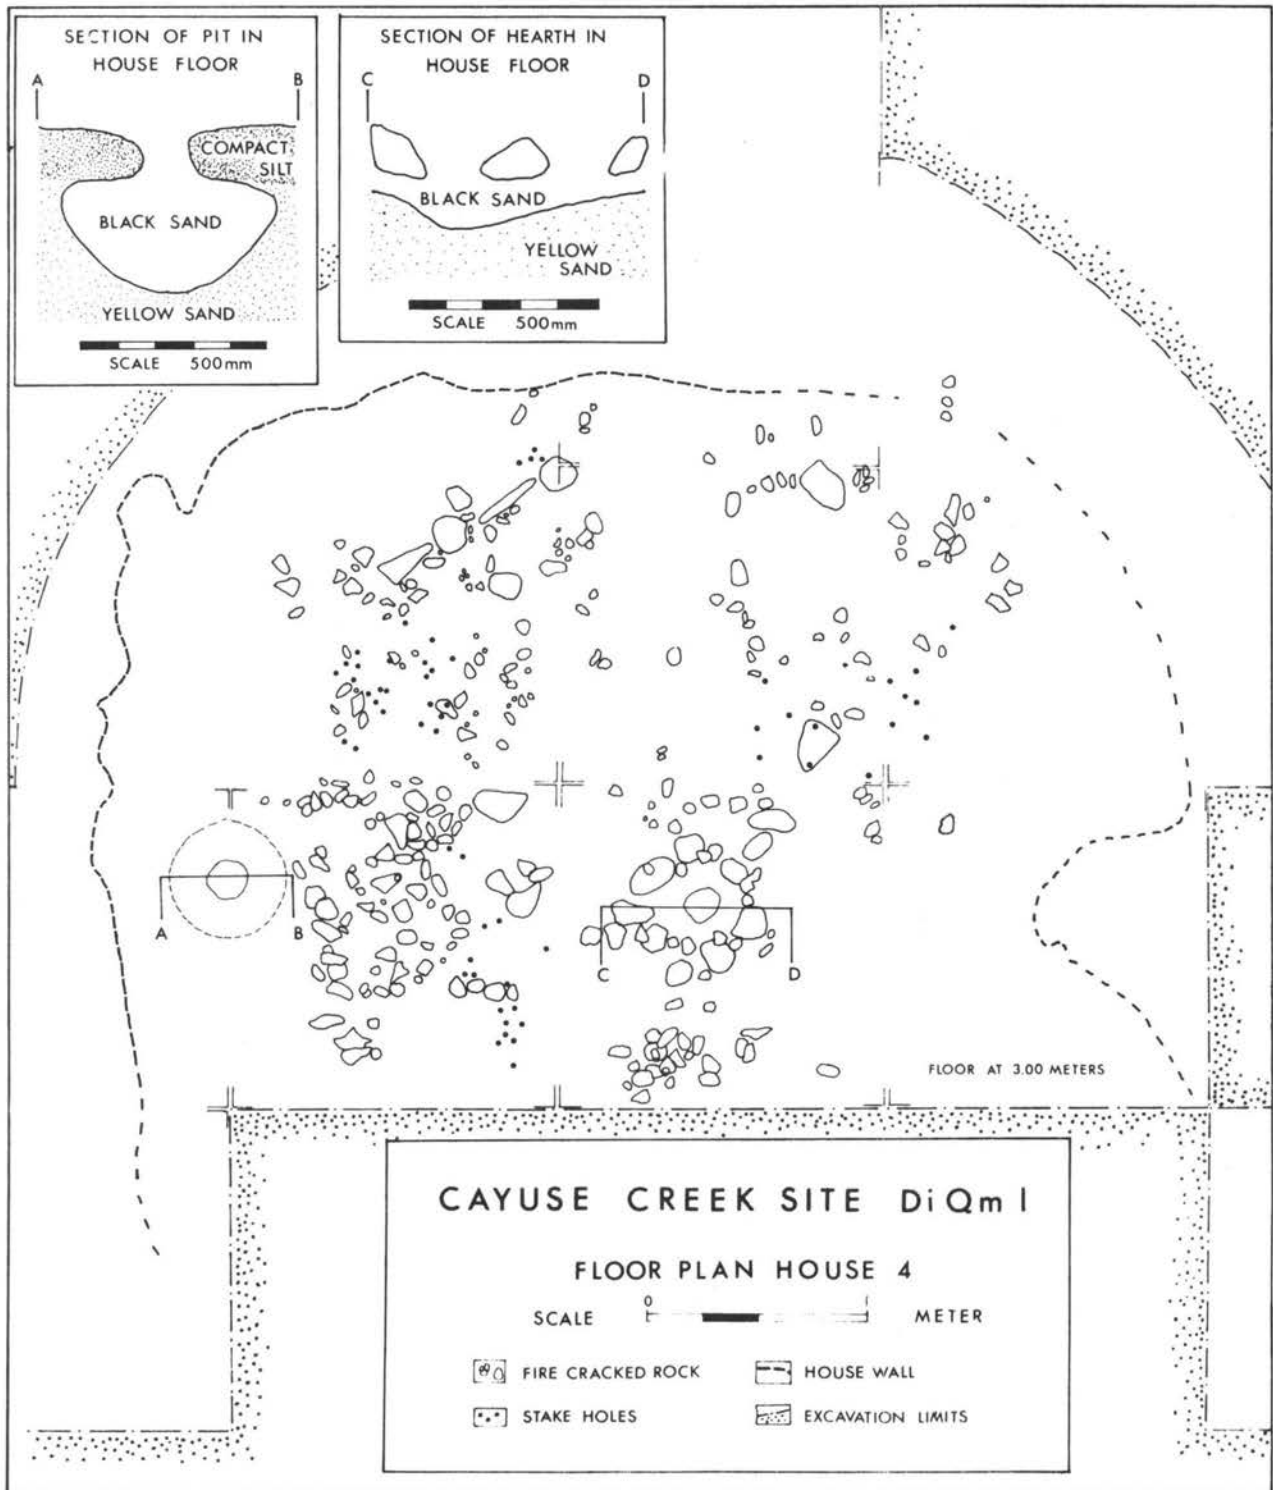 SECTION OF PIT IN
HOUSE FLOOR
A B
COMPACT
SILT
BLACK SAND
YELLOW SAND
SCALE 500mm
SECTION OF HEARTH IN
HOUSE FLOOR
C D
BLACK SAND
YELLOW
SAND
SCALE 500mm
A B
C D
FLOOR AT 3.00 METERS
CAYUSE CREEK SITE DiQm I
FLOOR PLAN HOUSE 4
0 I
SCALE METER
FIRE CRACKED ROCK HOUSE WALL
STAKE HOLES EXCAVATION LIMITS